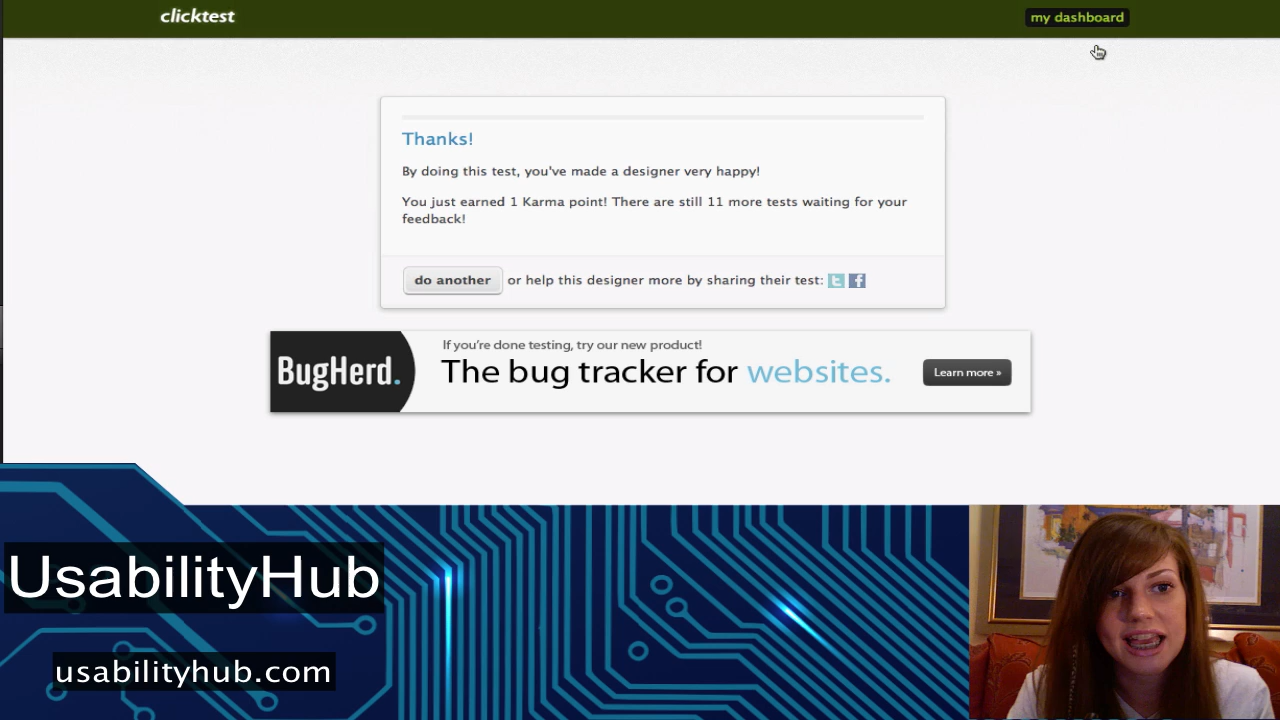 clicktest
my dashboard
Thanks!
By doing this test, you've made a designer very happy!
You just earned 1 Karma point! There are still 11 more tests waiting for your
feedback!
do another or help this designer more by sharing their test: t f
If you're done testing, try our new product!
BugHerd. The bug tracker for websites. Learn more »
UsabilityHub
usabilityhub.com